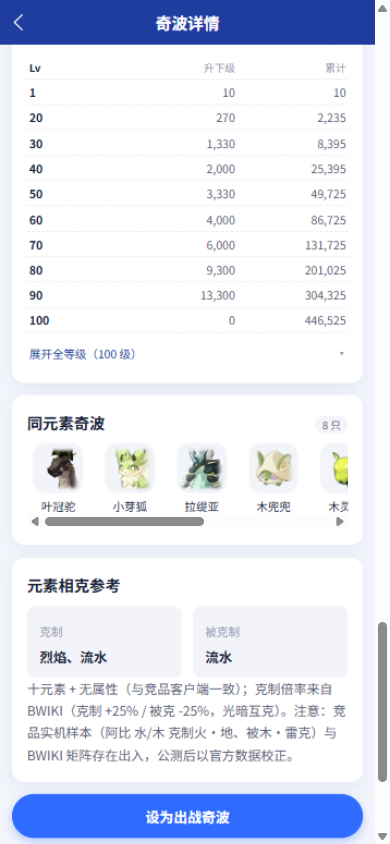 奇波详情
Lv 升下级 累计
1 10 10
20 270 2,235
30 1,330 8,395
40 2,000 25,395
50 3,330 49,725
60 4,000 86,725
70 6,000 131,725
80 9,300 201,025
90 13,300 304,325
100 0 446,525
展开全等级（100 级）
同元素奇波 8 只
叶冠驼 小芽狐 拉缇亚 木兜兜 木灵
元素相克参考
克制 被克制
烈焰、流水 流水
十元素 + 无属性（与竞品客户端一致）；克制倍率来自
BWIKI（克制 +25% / 被克 -25%，光暗互克）。注意：竞
品实机样本（阿比 水/木 克制火・地、被木・雷克）与
BWIKI 矩阵存在出入，公测后以官方数据校正。
设为出战奇波